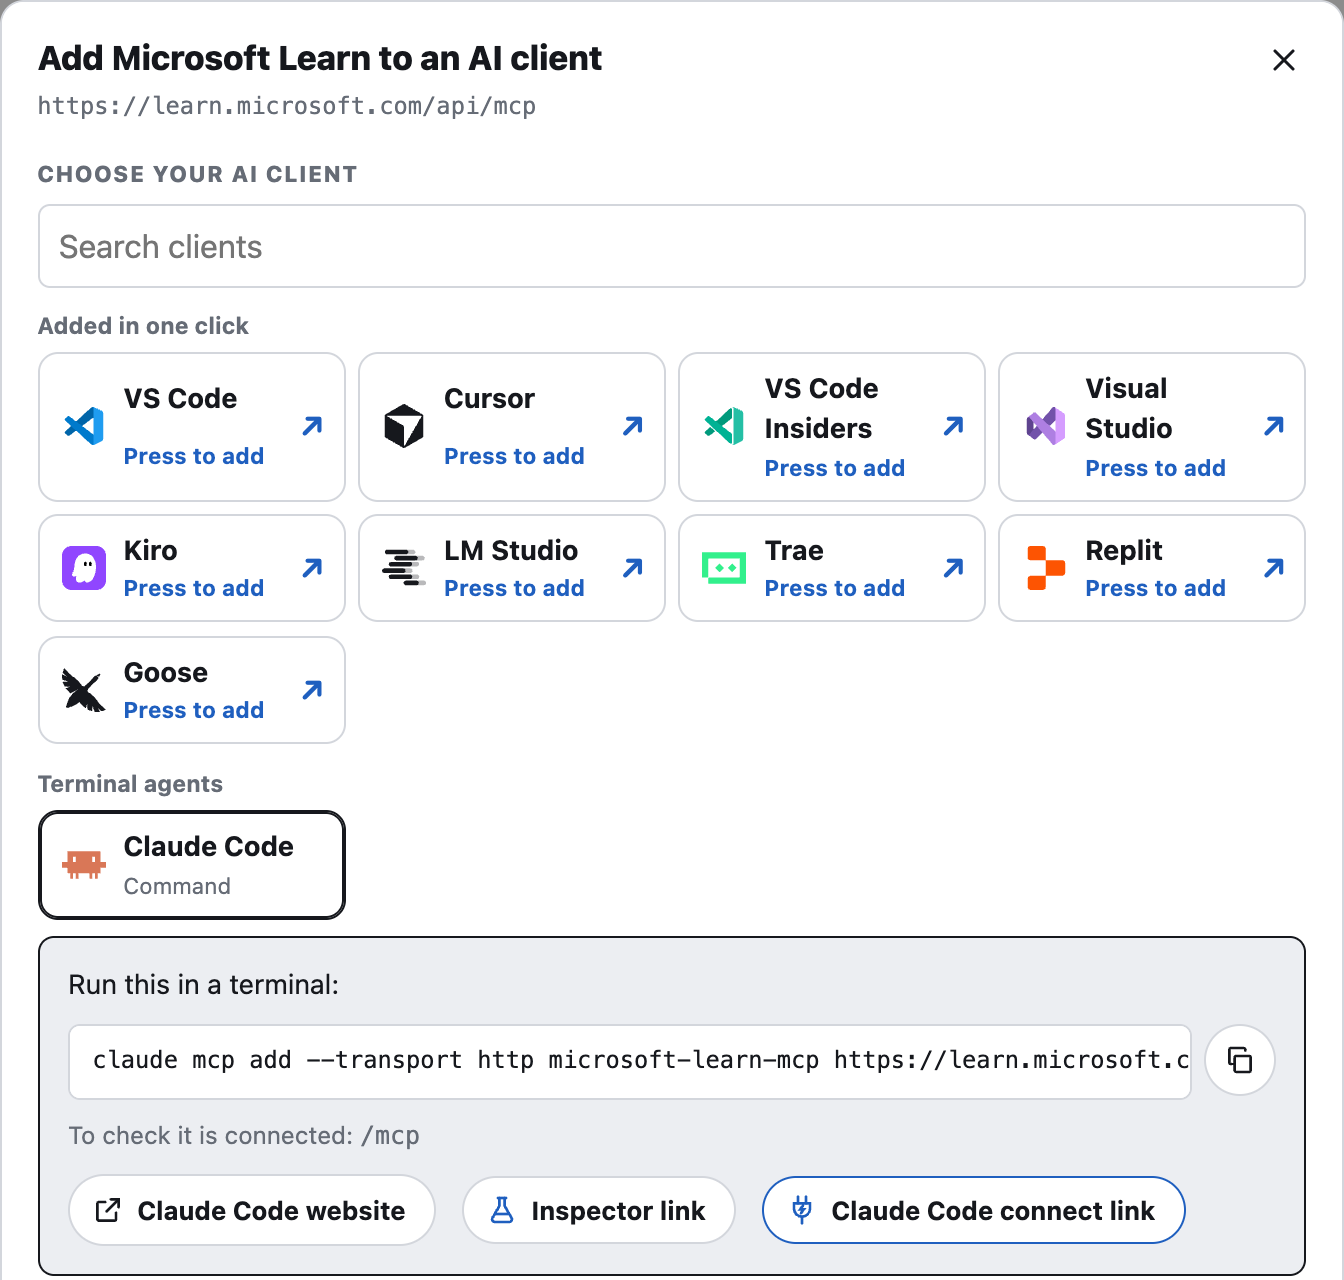 Add Microsoft Learn to an AI client
https://learn.microsoft.com/api/mcp
CHOOSE YOUR AI CLIENT
Search clients
Added in one click
VS Code
Press to add
Cursor
Press to add
VS Code
Insiders
Press to add
Visual
Studio
Press to add
Kiro
Press to add
LM Studio
Press to add
Trae
Press to add
Replit
Press to add
Goose
Press to add
Terminal agents
Claude Code
Command
Run this in a terminal:
claude mcp add --transport http microsoft-learn-mcp https://learn.microsoft.c
To check it is connected: /mcp
Claude Code website
Inspector link
Claude Code connect link